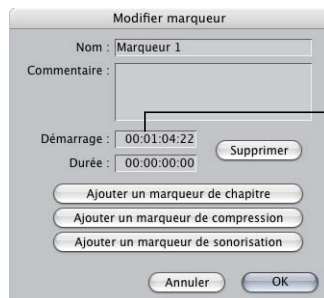 Modifier marqueur
Nom : Marqueur 1
Commentaire :
Démarrage : 00:01:04:22
Supprimer
Durée : 00:00:00:00
Ajouter un marqueur de chapitre
Ajouter un marqueur de compression
Ajouter un marqueur de sonorisation
Annuler OK